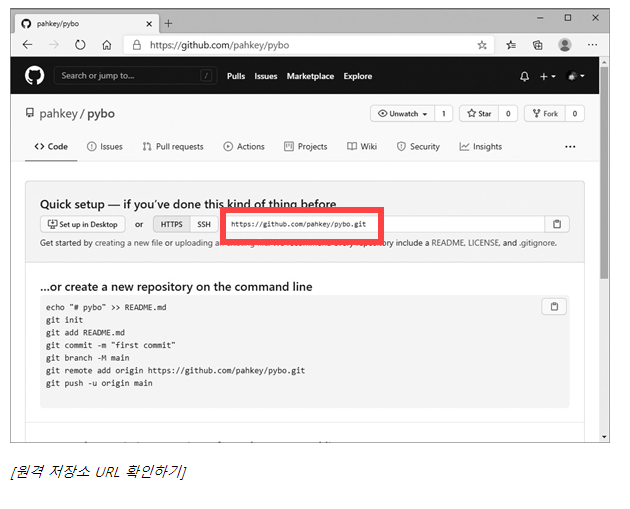 pahkey/pybo
https://github.com/pahkey/pybo
Search or jump to... / Pulls Issues Marketplace Explore
pahkey / pybo Unwatch 1 Star 0 Fork 0
Code Issues Pull requests Actions Projects Wiki Security Insights
Quick setup — if you've done this kind of thing before
Set up in Desktop or HTTPS SSH https://github.com/pahkey/pybo.git
Get started by creating a new file or uploading every repository include a README, LICENSE, and .gitignore.
...or create a new repository on the command line
echo "# pybo" >> README.md
git init
git add README.md
git commit -m "first commit"
git branch -M main
git remote add origin https://github.com/pahkey/pybo.git
git push -u origin main
[원격 저장소 URL 확인하기]